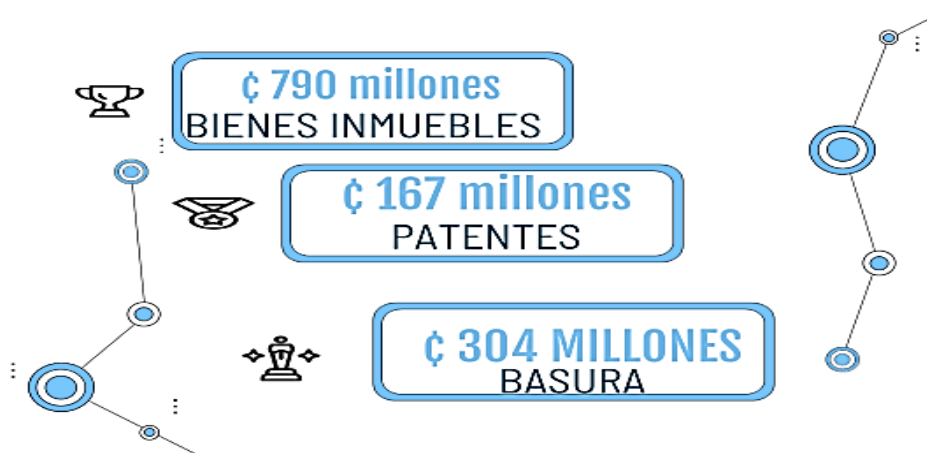 ₡ 790 millones
BIENES INMUEBLES
₡ 167 millones
PATENTES
₡ 304 MILLONES
BASURA